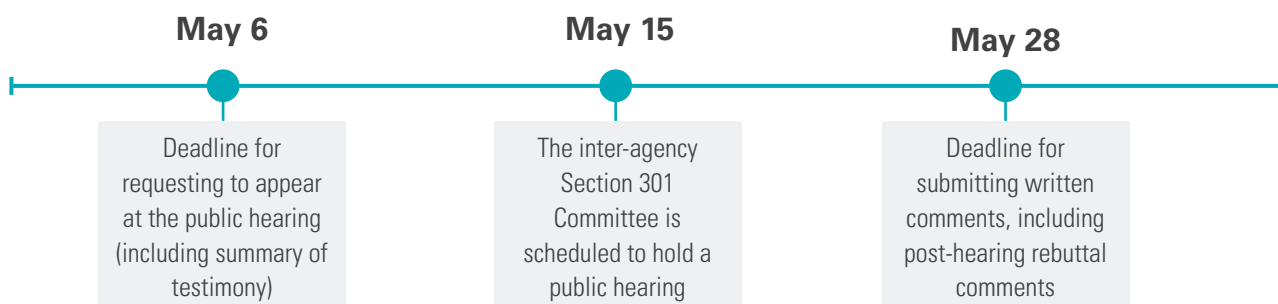 May 6
Deadline for
requesting to appear
at the public hearing
(including summary of
testimony)
May 15
The inter-agency
Section 301
Committee is
scheduled to hold a
public hearing
May 28
Deadline for
submitting written
comments, including
post-hearing rebuttal
comments